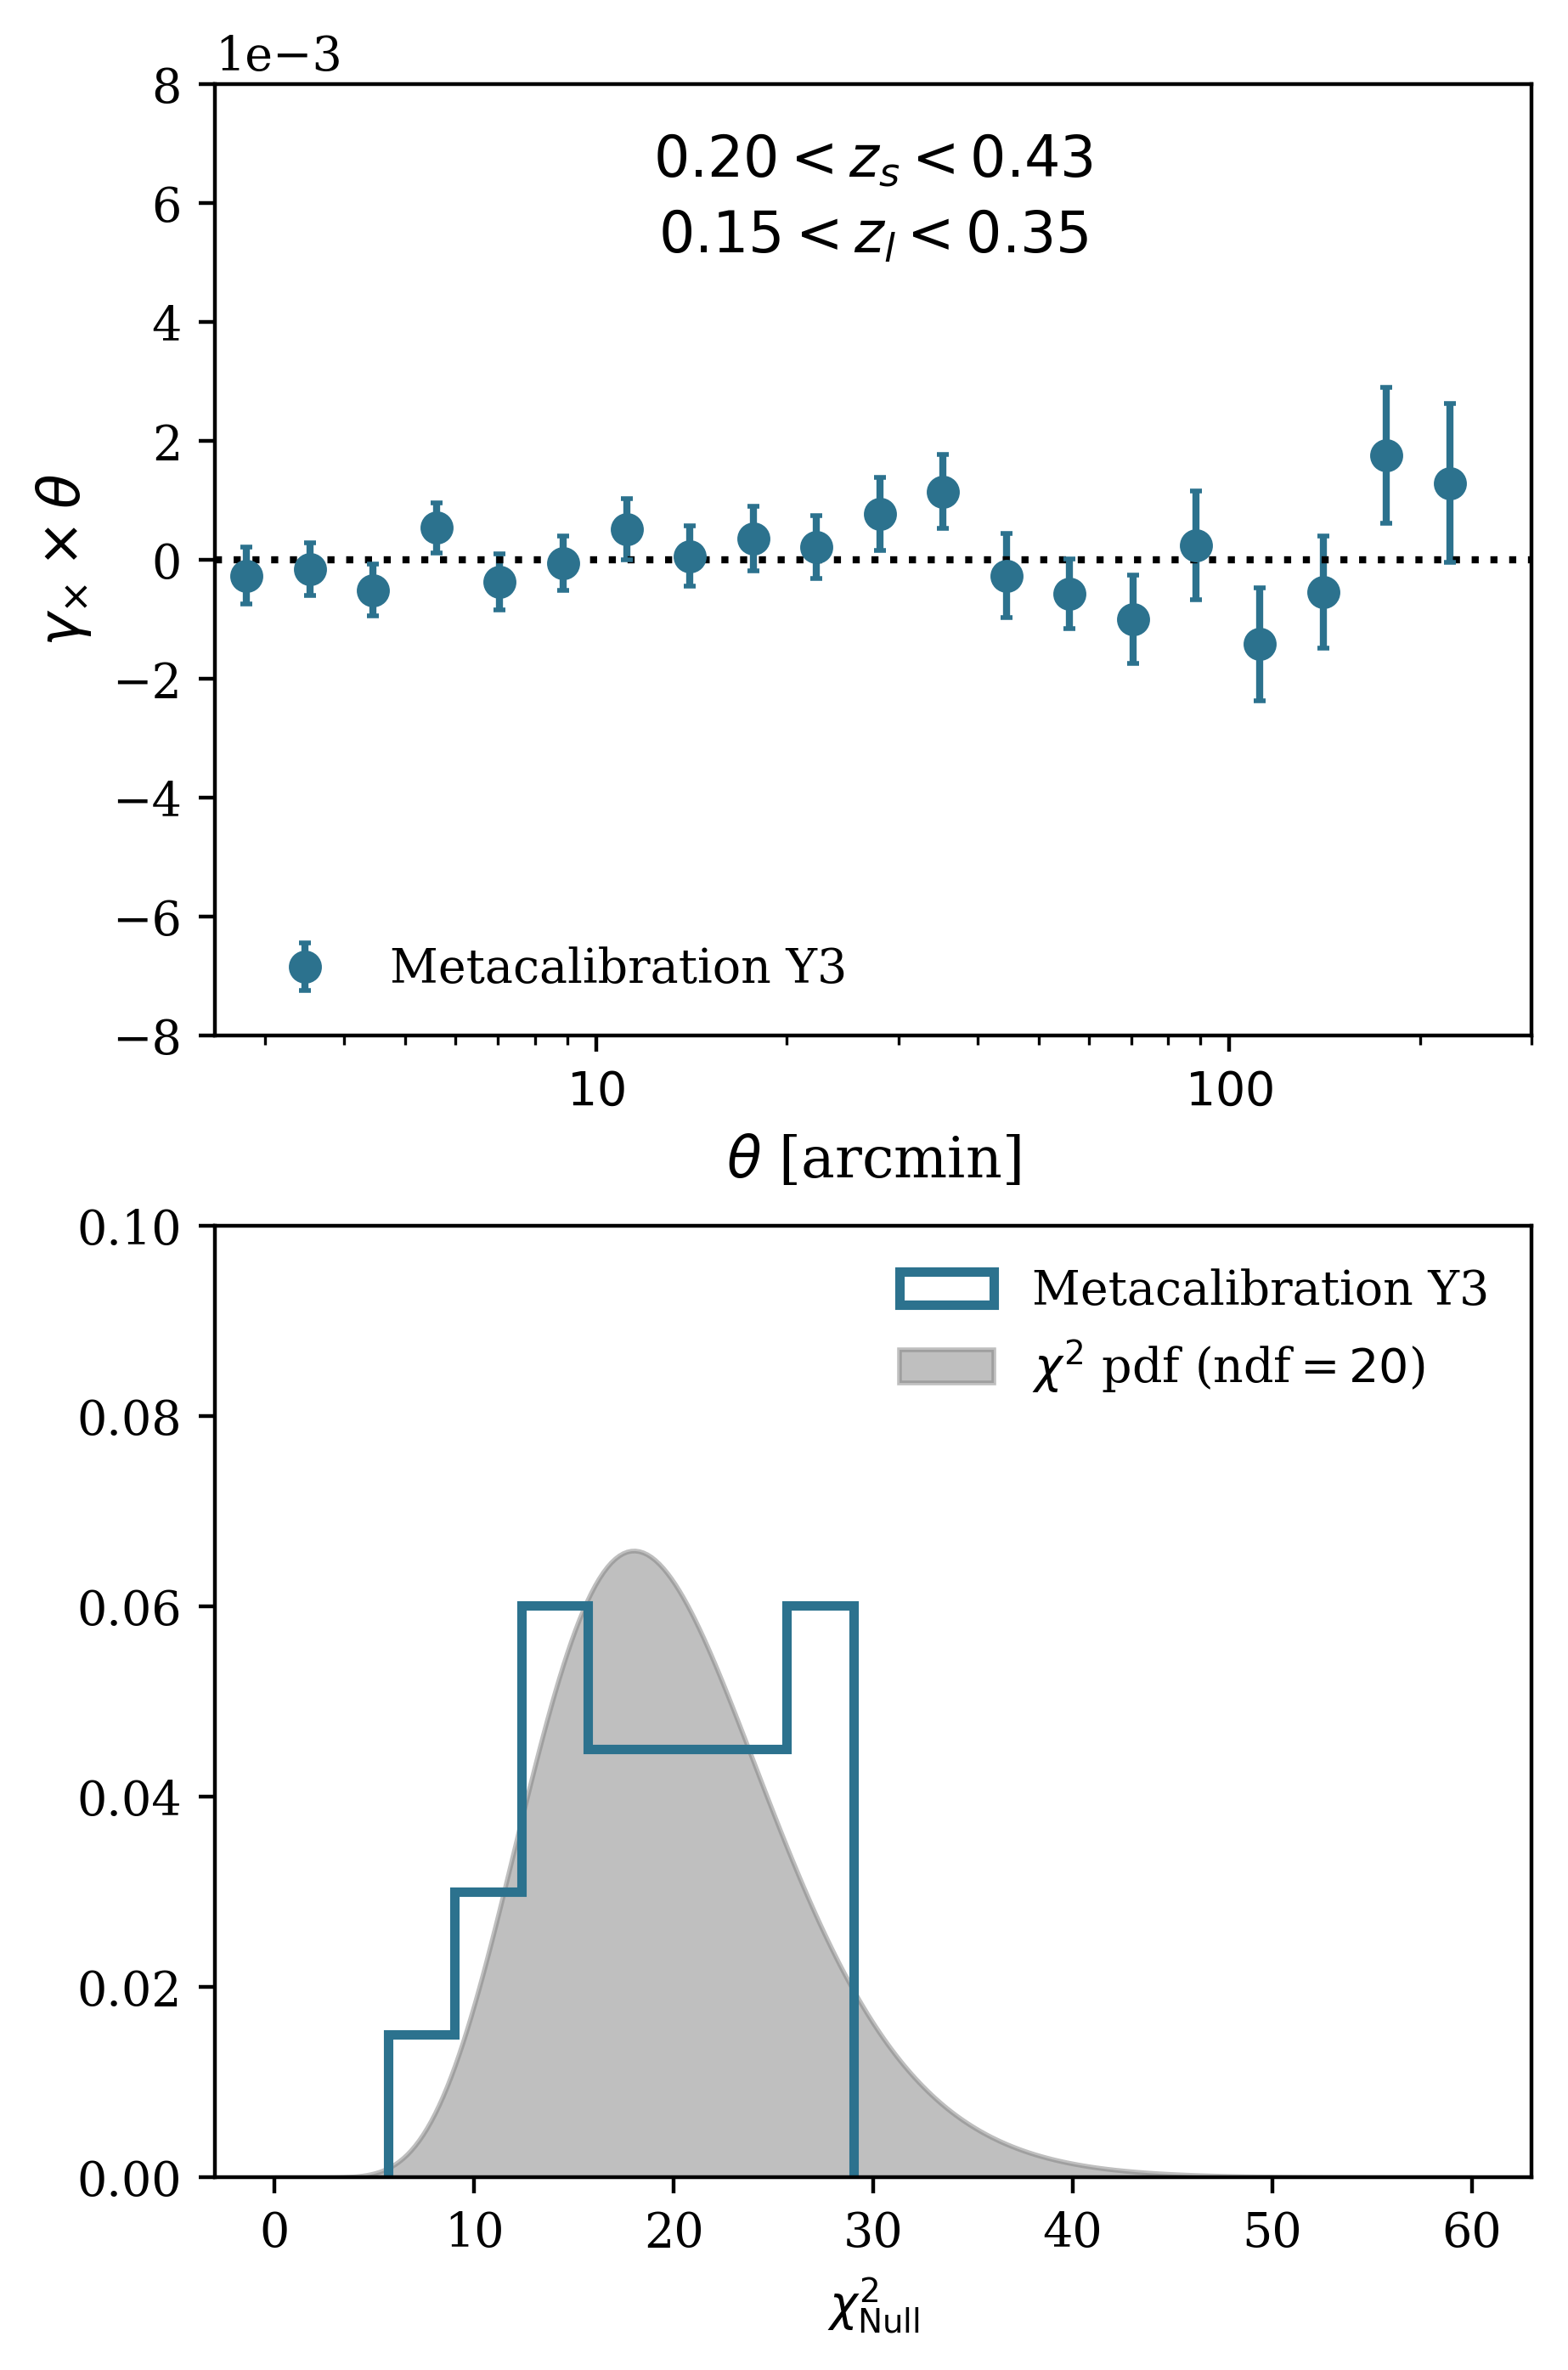 1e−3
8
6
4
2
0
−2
−4
−6
−8
γ× × θ
0.20 < z_s < 0.43
0.15 < z_l < 0.35
Metacalibration Y3
10 100
θ [arcmin]
0.10
0.08
0.06
0.04
0.02
0.00
Metacalibration Y3
χ² pdf (ndf = 20)
0 10 20 30 40 50 60
χ²_Null